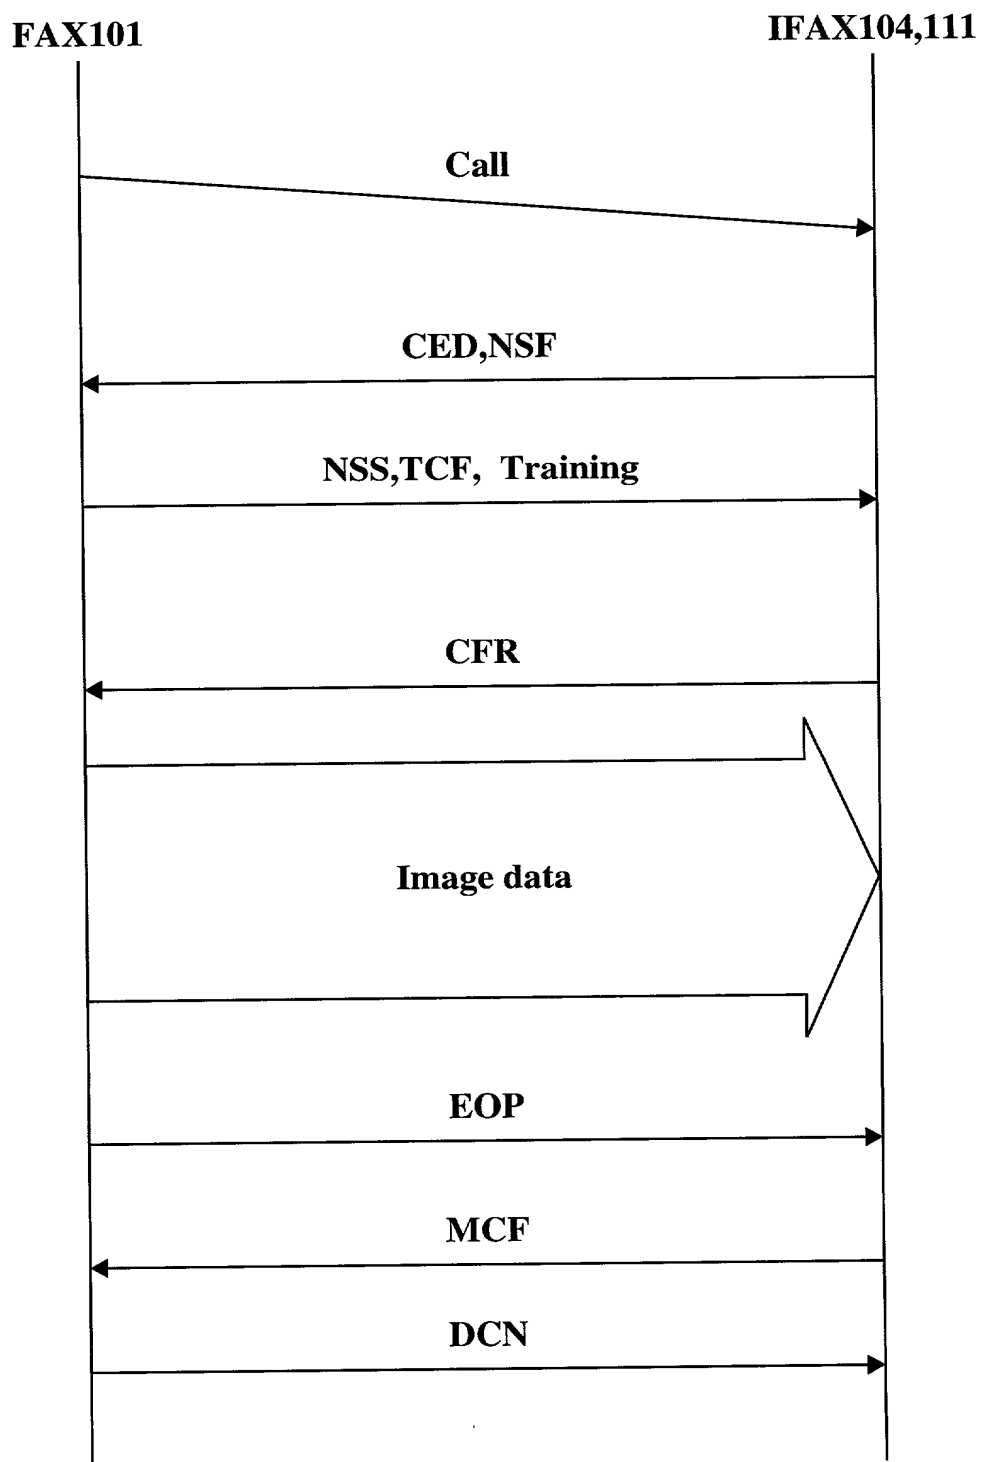 FAX101
IFAX104,111
Call
CED,NSF
NSS,TCF, Training
CFR
Image data
EOP
MCF
DCN